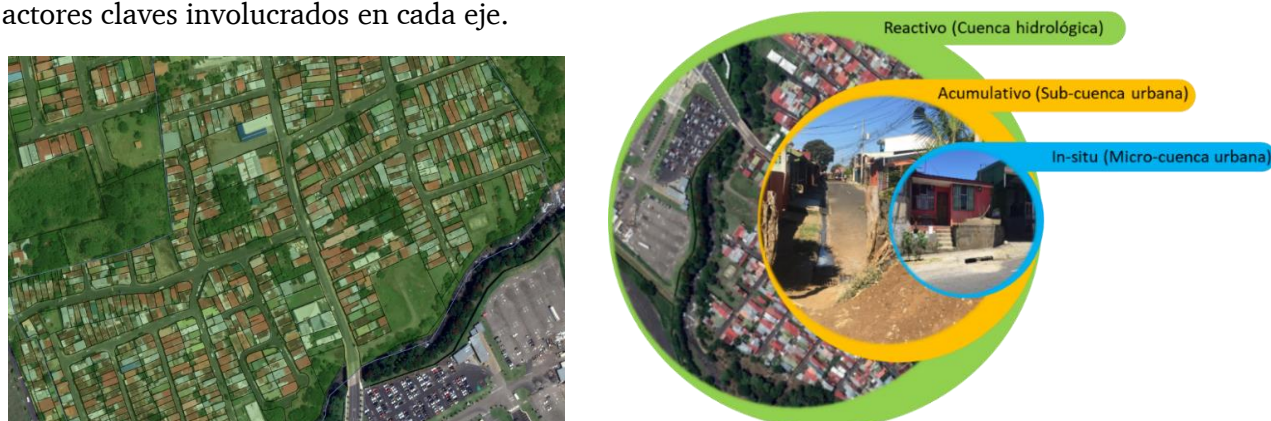 actores claves involucrados en cada eje.
Reactivo (Cuenca hidrológica)
Acumulativo (Sub-cuenca urbana)
In-situ (Micro-cuenca urbana)